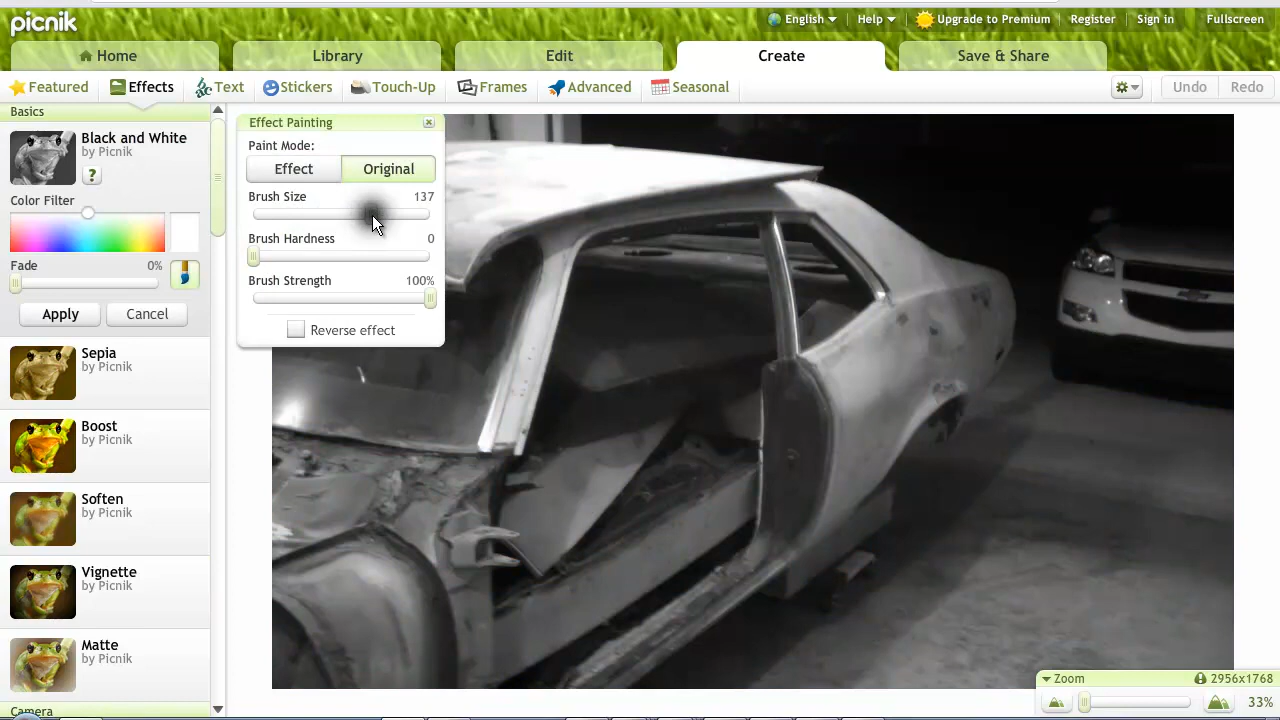 picnik
English
Help
Upgrade to Premium
Register
Sign in
Fullscreen
Home
Library
Edit
Create
Save & Share
Featured
Effects
Text
Stickers
Touch-Up
Frames
Advanced
Seasonal
Undo
Redo
Basics
Black and White
by Picnik
?
Color Filter
Fade 0%
Apply
Cancel
Sepia
by Picnik
Boost
by Picnik
Soften
by Picnik
Vignette
by Picnik
Matte
by Picnik
Camera
Effect Painting
Paint Mode:
Effect
Original
Brush Size 137
Brush Hardness 0
Brush Strength 100%
Reverse effect
Zoom
2956x1768
33%